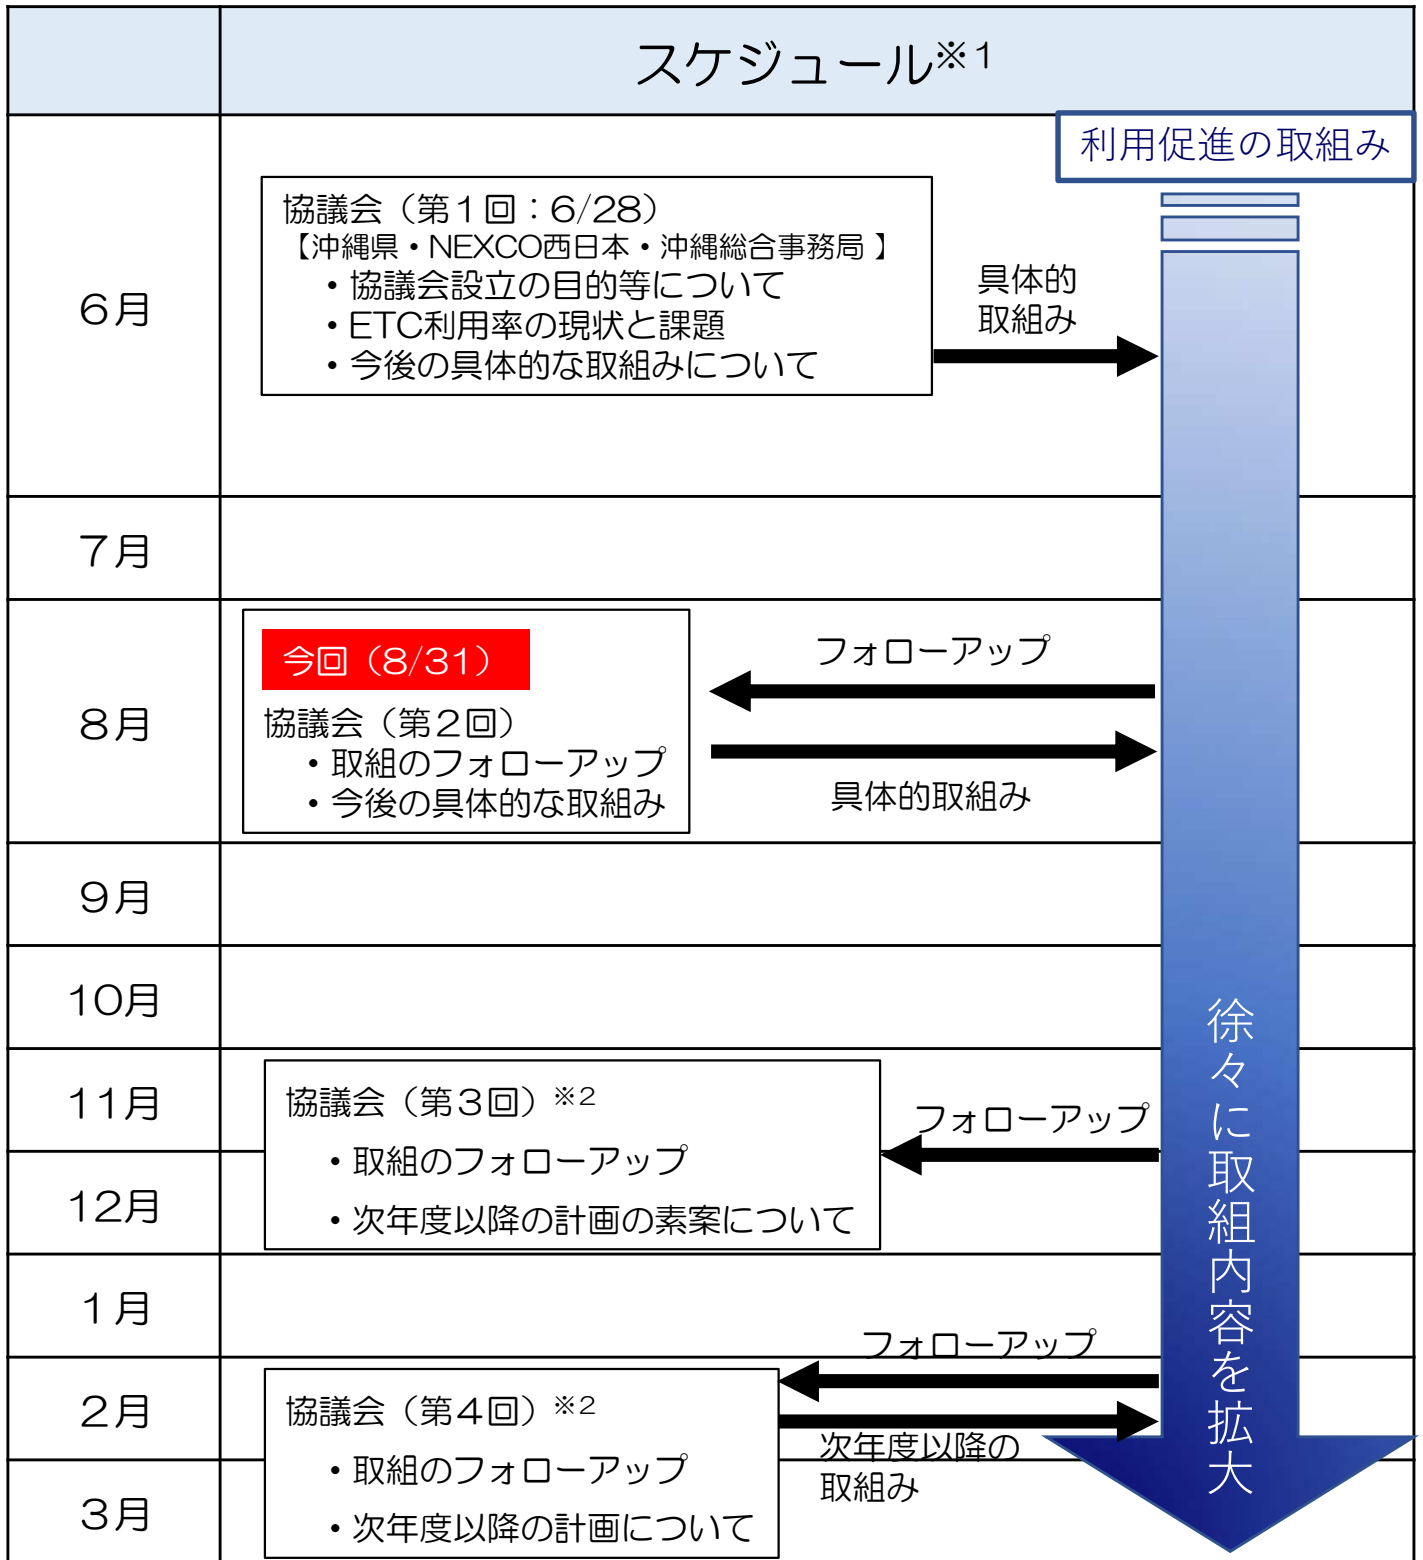 スケジュール※1
利用促進の取組み
6月
協議会（第1回：6/28）
【沖縄県・NEXCO西日本・沖縄総合事務局 】
・協議会設立の目的等について
・ETC利用率の現状と課題
・今後の具体的な取組みについて
具体的
取組み
7月
8月
今回（8/31）
協議会（第2回）
・取組のフォローアップ
・今後の具体的な取組み
フォローアップ
具体的取組み
9月
10月
11月
協議会（第3回）※2
・取組のフォローアップ
・次年度以降の計画の素案について
フォローアップ
12月
1月
2月
協議会（第4回）※2
・取組のフォローアップ
・次年度以降の計画について
フォローアップ
次年度以降の
取組み
3月
徐々に取組内容を拡大